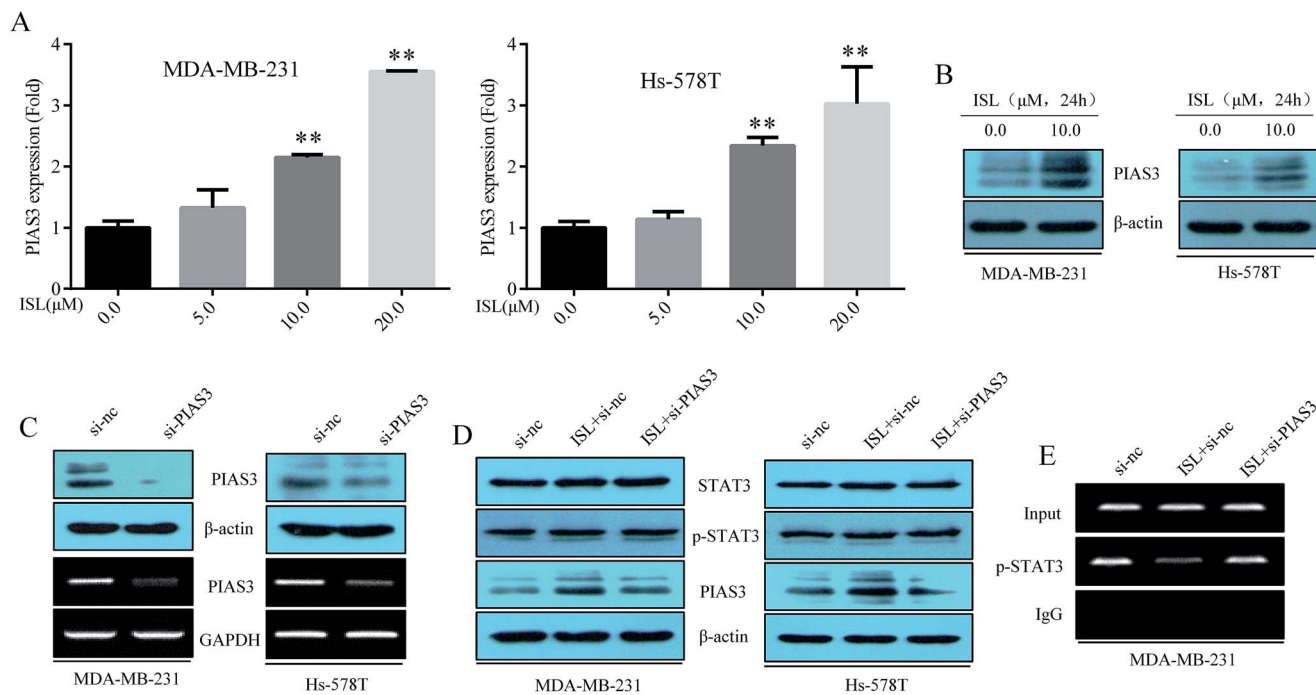 A
MDA-MB-231
PIAS3 expression (Fold)
4
3
2
1
0
**
**
ISL(μM)
0.0
5.0
10.0
20.0
Hs-578T
PIAS3 expression (Fold)
4
3
2
1
0
**
**
ISL(μM)
0.0
5.0
10.0
20.0
B
ISL（μM，24h）
0.0 10.0
ISL（μM，24h）
0.0 10.0
PIAS3
β-actin
MDA-MB-231
Hs-578T
C
si-nc
si-PIAS3
si-nc
si-PIAS3
PIAS3
β-actin
PIAS3
GAPDH
MDA-MB-231
Hs-578T
D
si-nc
ISL+si-nc
ISL+si-PIAS3
si-nc
ISL+si-nc
ISL+si-PIAS3
STAT3
p-STAT3
PIAS3
β-actin
MDA-MB-231
Hs-578T
E
si-nc
ISL+si-nc
ISL+si-PIAS3
Input
p-STAT3
IgG
MDA-MB-231